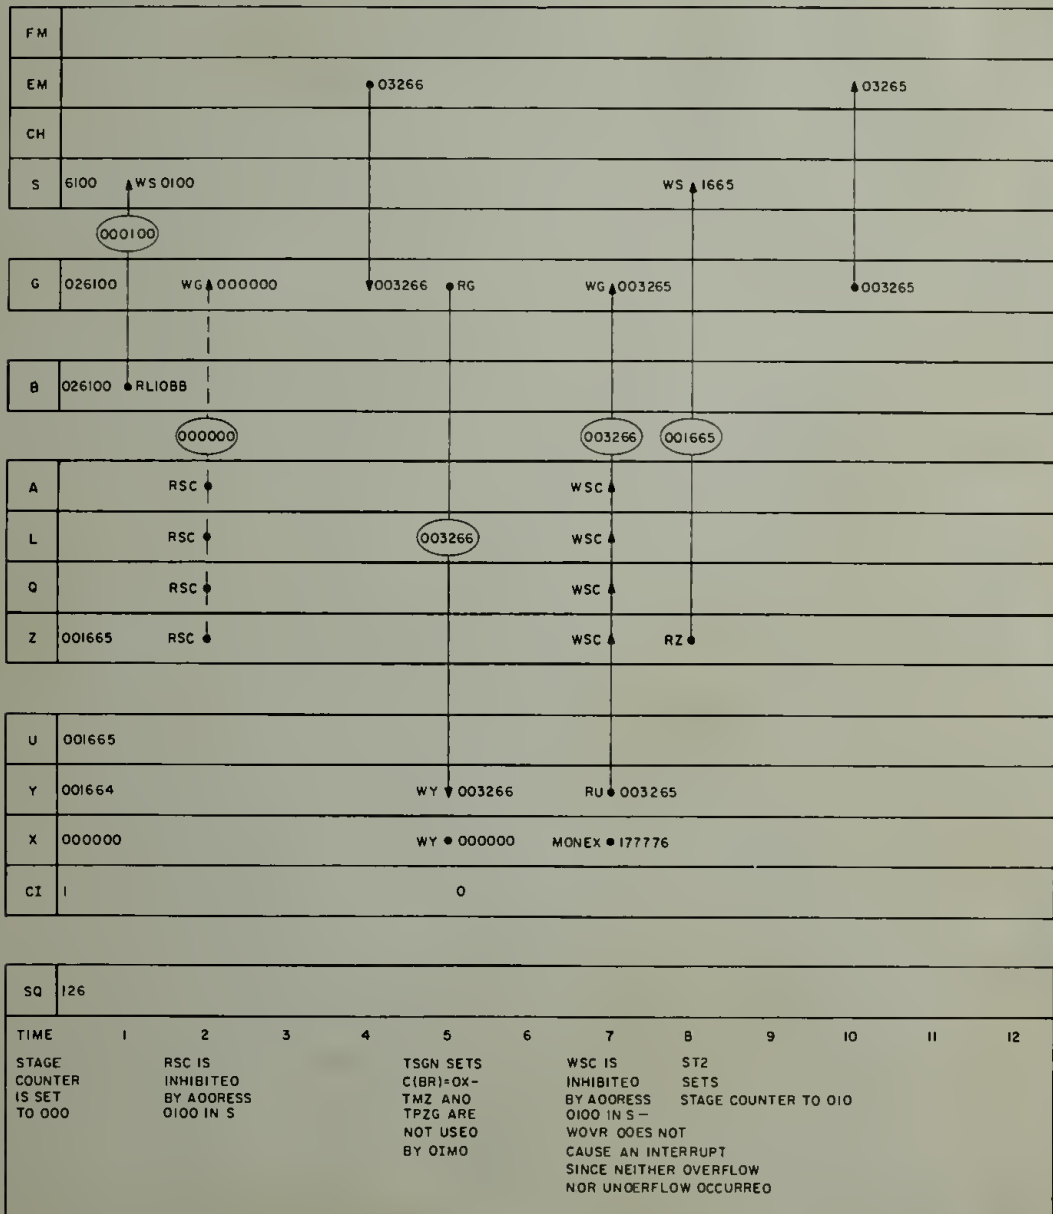 FM
EM 03266 03265
CH
S 6100 WS 0100 WS 1665
000100
G 026100 WG 000000 003266 RG WG 003265 003265
B 026100 RL10BB
000000 003266 001665
A RSC WSC
L RSC 003266 WSC
Q RSC WSC
Z 001665 RSC WSC RZ
U 001665
Y 001664 WY 003266 RU 003265
X 000000 WY 000000 MONEX 177776
CI 1 0
SQ 126
TIME 1 2 3 4 5 6 7 8 9 10 11 12
STAGE RSC IS TSGN SETS WSC IS ST2
COUNTER INHIBITEO C(BR)=OX- INHIBITEO SETS
IS SET BY AOORESS TMZ ANO BY AOORESS STAGE COUNTER TO 010
TO 000 0100 IN S TPZG ARE 0100 IN S –
NOT USEO WOVR OOES NOT
BY OIMO CAUSE AN INTERRUPT
SINCE NEITHER OVERFLOW
NOR UNOERFLOW OCCURREO